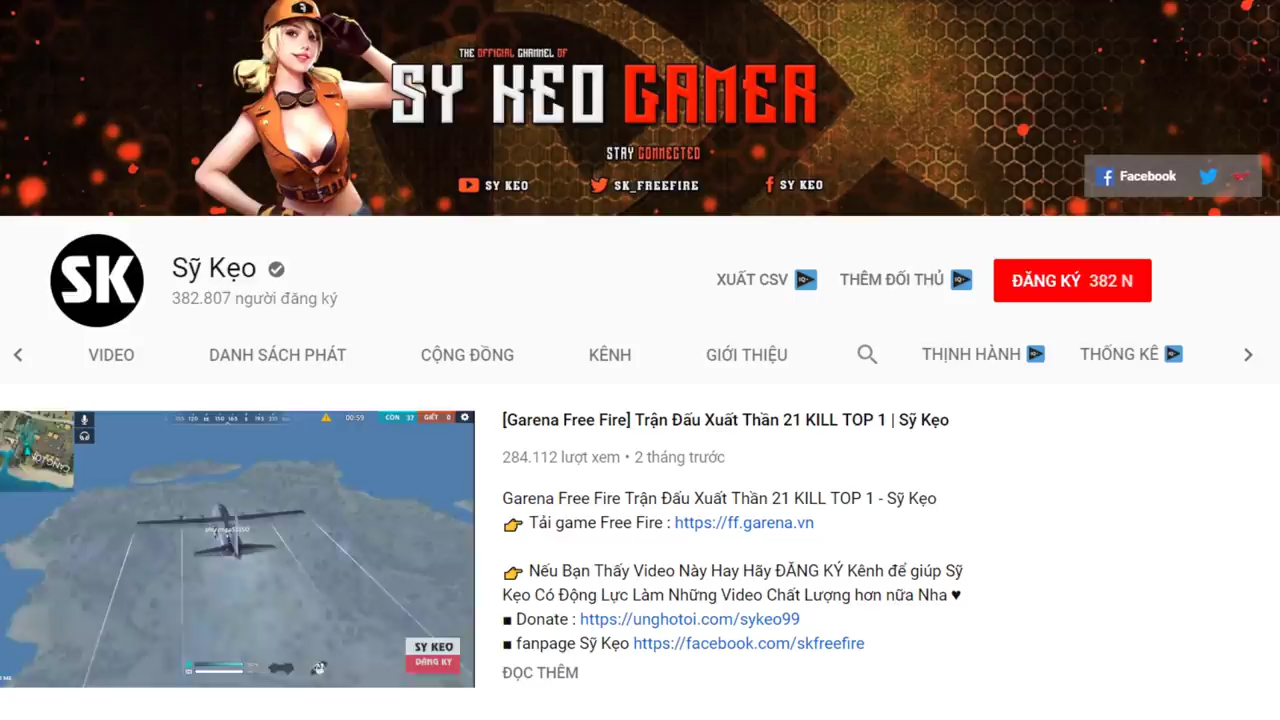 THE OFFICIAL CHANNEL OF
SY KEO GAMER
STAY CONNECTED
SY KEO
SK_FREEFIRE
SY KEO
Facebook
SK
Sỹ Kẹo
382.807 người đăng ký
XUẤT CSV
THÊM ĐỐI THỦ
ĐĂNG KÝ 382 N
VIDEO
DANH SÁCH PHÁT
CỘNG ĐỒNG
KÊNH
GIỚI THIỆU
THỊNH HÀNH
THỐNG KÊ
00:59
CÒN 37
GIẾT 0
SY KEO
ĐĂNG KÝ
[Garena Free Fire] Trận Đấu Xuất Thần 21 KILL TOP 1 | Sỹ Kẹo
284.112 lượt xem • 2 tháng trước
Garena Free Fire Trận Đấu Xuất Thần 21 KILL TOP 1 - Sỹ Kẹo
👉 Tải game Free Fire : https://ff.garena.vn
👉 Nếu Bạn Thấy Video Này Hay Hãy ĐĂNG KÝ Kênh để giúp Sỹ
Kẹo Có Động Lực Làm Những Video Chất Lượng hơn nữa Nha ♥
■ Donate : https://unghotoi.com/sykeo99
■ fanpage Sỹ Kẹo https://facebook.com/skfreefire
ĐỌC THÊM